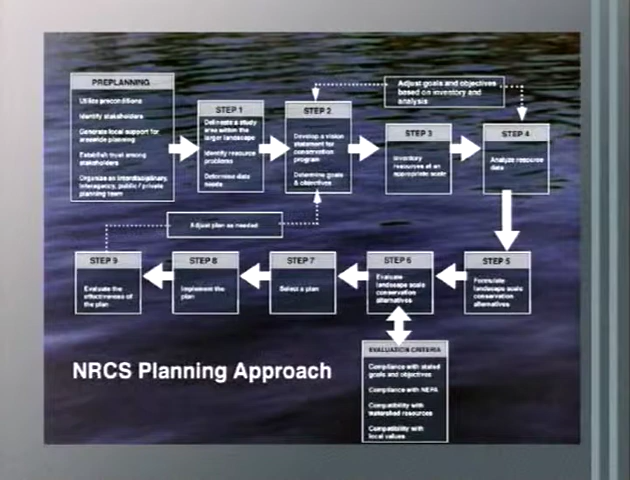 PREPLANNING
Utilize preconditions
Identify stakeholders
Generate local support for
areawide planning
Establish trust among
stakeholders
Organize an interdisciplinary,
interagency, public / private
planning team
STEP 1
Delineate a study
area within the
larger landscape
Identify resource
problems
Determine data
needs
STEP 2
Develop a vision
statement for
conservation
program
Determine goals
& objectives
Adjust goals and objectives
based on inventory and
analysis
STEP 3
Inventory
resources at an
appropriate scale
STEP 4
Analyze resource
data
Adjust plan as needed
STEP 9
Evaluate the
effectiveness of
the plan
STEP 8
Implement the
plan
STEP 7
Select a plan
STEP 6
Evaluate
landscape scale
conservation
alternatives
STEP 5
Formulate
landscape scale
conservation
alternatives
NRCS Planning Approach
EVALUATION CRITERIA
Compliance with stated
goals and objectives
Compliance with NEPA
Compatibility with
watershed resources
Compatibility with
local values